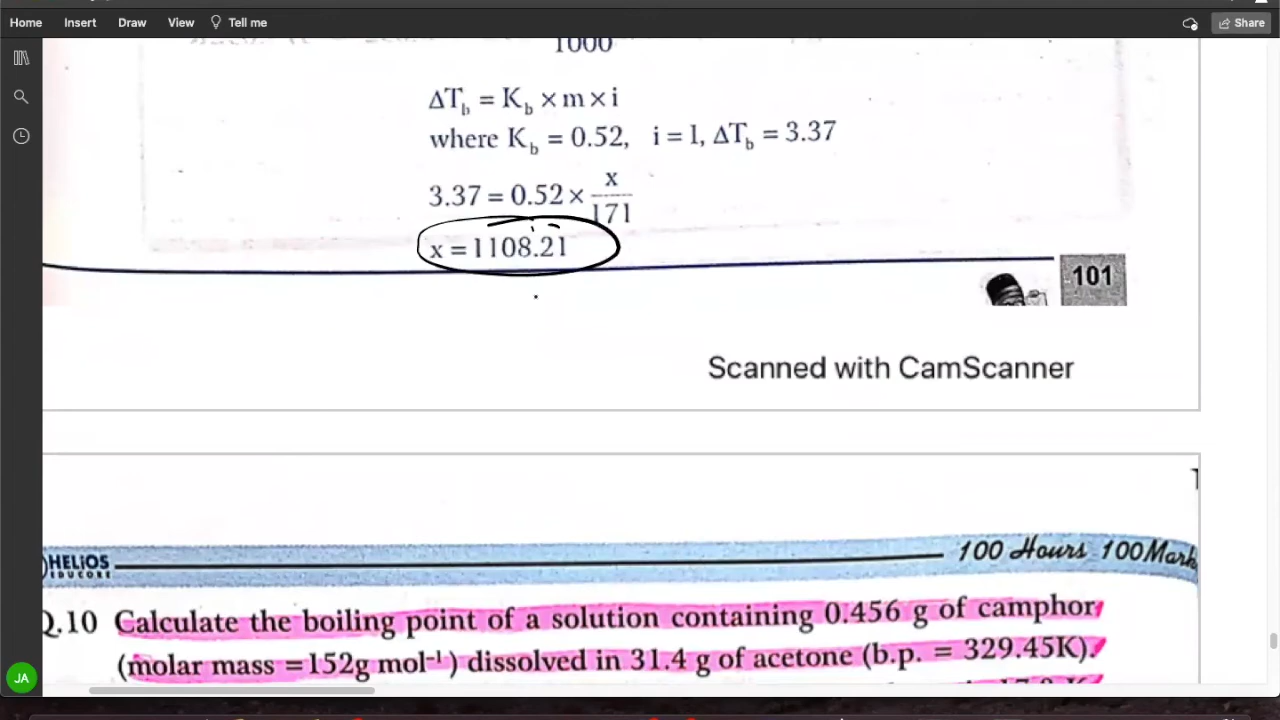 Home Insert Draw View Tell me Share
1000
ΔT_b = K_b × m × i
where K_b = 0.52, i = 1, ΔT_b = 3.37
3.37 = 0.52 × x/171
x = 1108.21
101
Scanned with CamScanner
HELIOS
EDUCORE
100 Hours 100 Mark
Q.10 Calculate the boiling point of a solution containing 0.456 g of camphor
(molar mass =152g mol⁻¹) dissolved in 31.4 g of acetone (b.p. = 329.45K).
JA